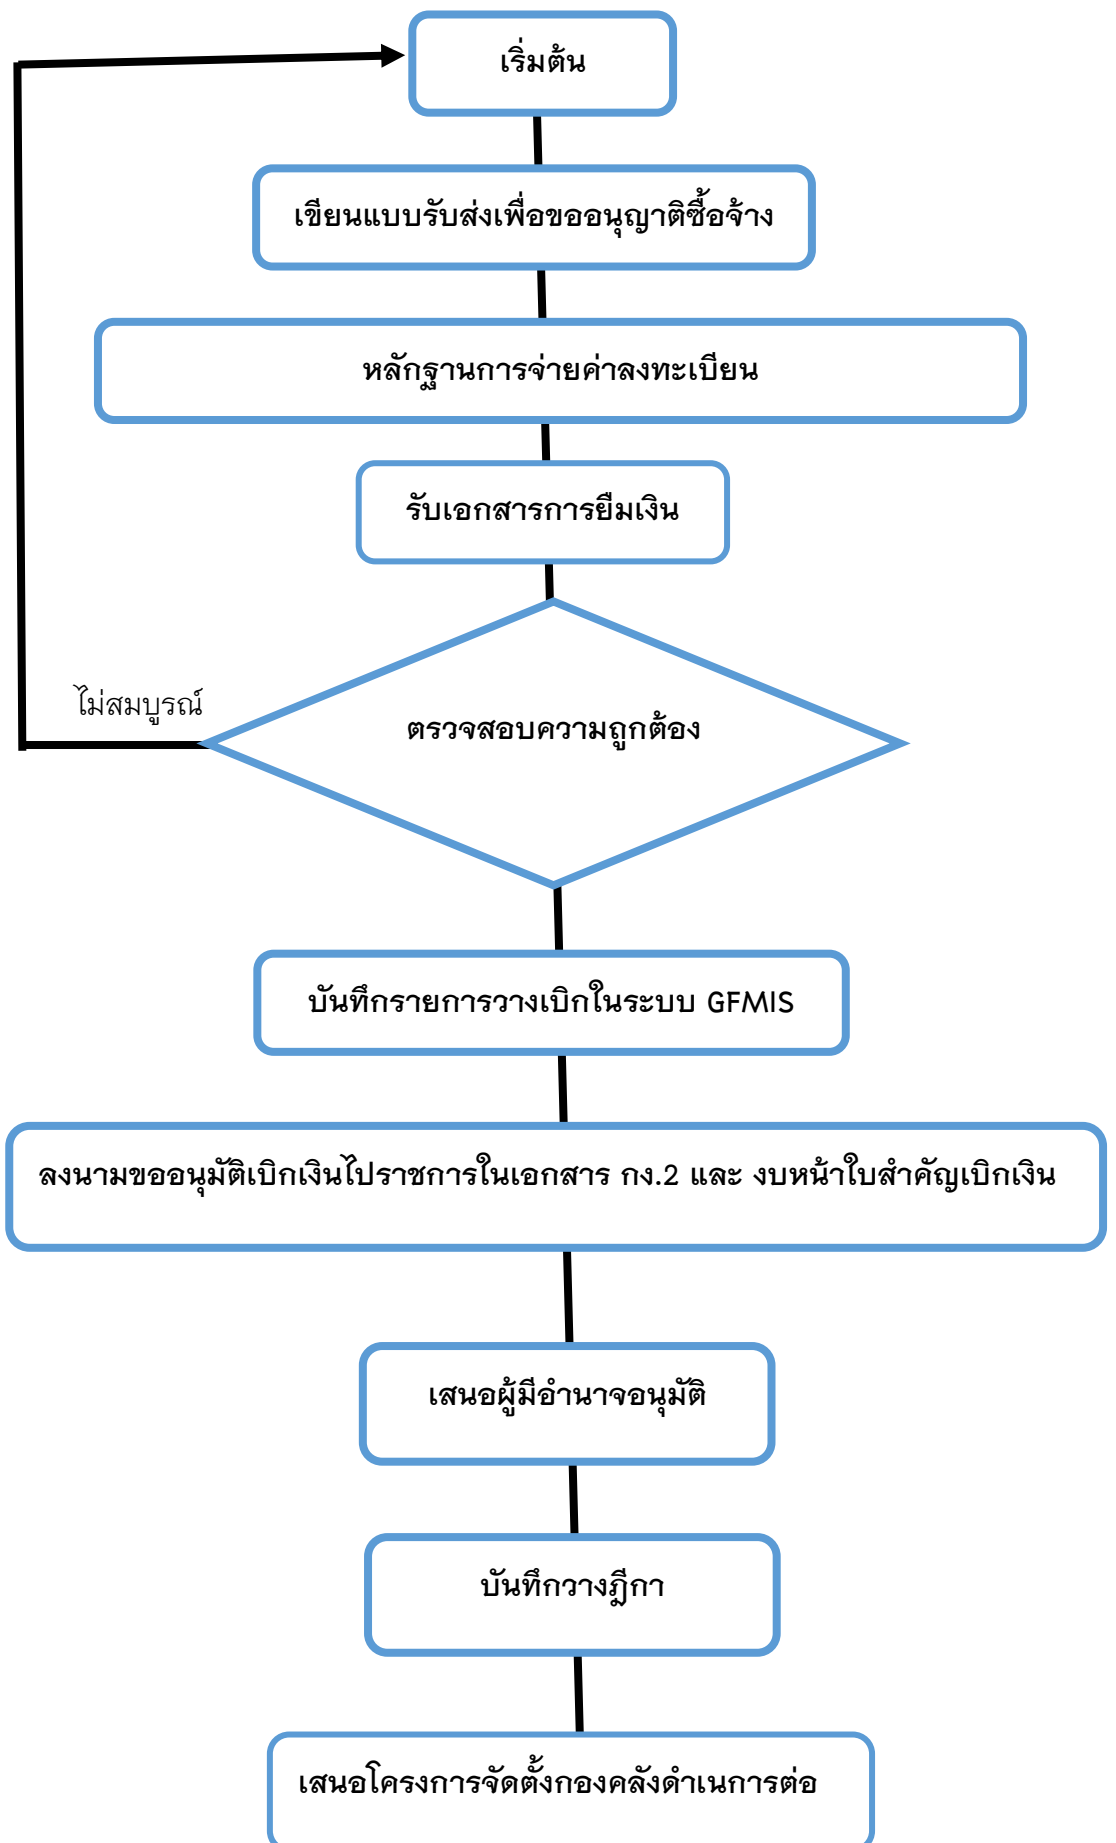 เริ่มต้น
เขียนแบบรับส่งเพื่อขออนุญาติซื้อจ้าง
หลักฐานการจ่ายค่าลงทะเบียน
รับเอกสารการยืมเงิน
ไม่สมบูรณ์
ตรวจสอบความถูกต้อง
บันทึกรายการวางเบิกในระบบ GFMIS
ลงนามขออนุมัติเบิกเงินไปราชการในเอกสาร กง.2 และ งบหน้าใบสำคัญเบิกเงิน
เสนอผู้มีอำนาจอนุมัติ
บันทึกวางฎีกา
เสนอโครงการจัดตั้งกองคลังดำเนการต่อ